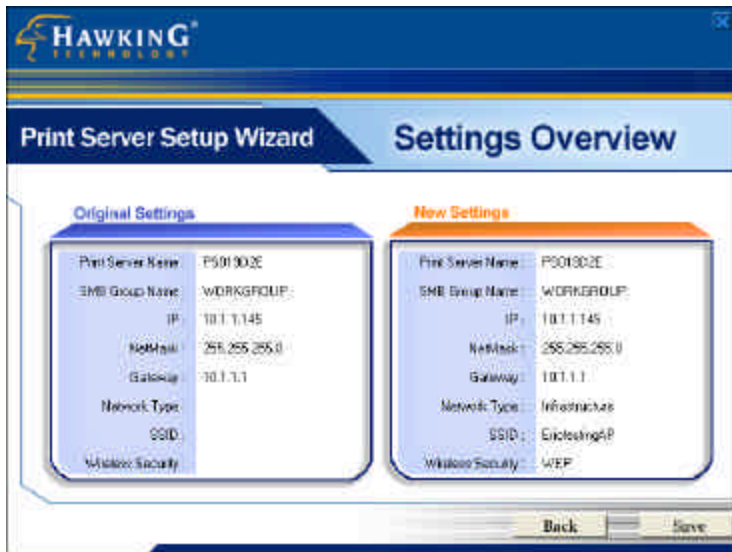 HAWKING
TECHNOLOGY
Print Server Setup Wizard
Settings Overview
Original Settings
Print Server Name :
SMB Group Name : WORKGROUP
IP : 10.1.1.145
NetMask : 255.255.255.0
Gateway : 10.1.1.1
Network Type :
SSID :
Wireless Security :
New Settings
Print Server Name :
SMB Group Name : WORKGROUP
IP : 10.1.1.145
NetMask : 255.255.255.0
Gateway : 10.1.1.1
Network Type : Infrastructure
SSID : EricTestingAP
Wireless Security : WEP
Back
Save